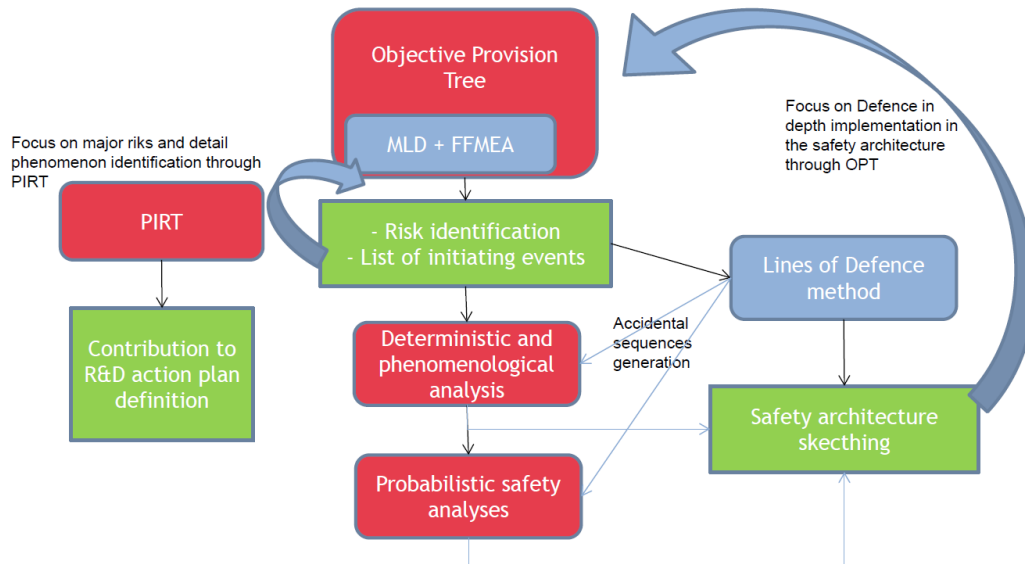 Objective Provision
Tree
MLD + FFMEA
Focus on major riks and detail
phenomenon identification through
PIRT
Focus on Defence in
depth implementation in
the safety architecture
through OPT
PIRT
- Risk identification
- List of initiating events
Lines of Defence
method
Contribution to
R&D action plan
definition
Deterministic and
phenomenological
analysis
Accidental
sequences
generation
Safety architecture
skecthing
Probabilistic safety
analyses